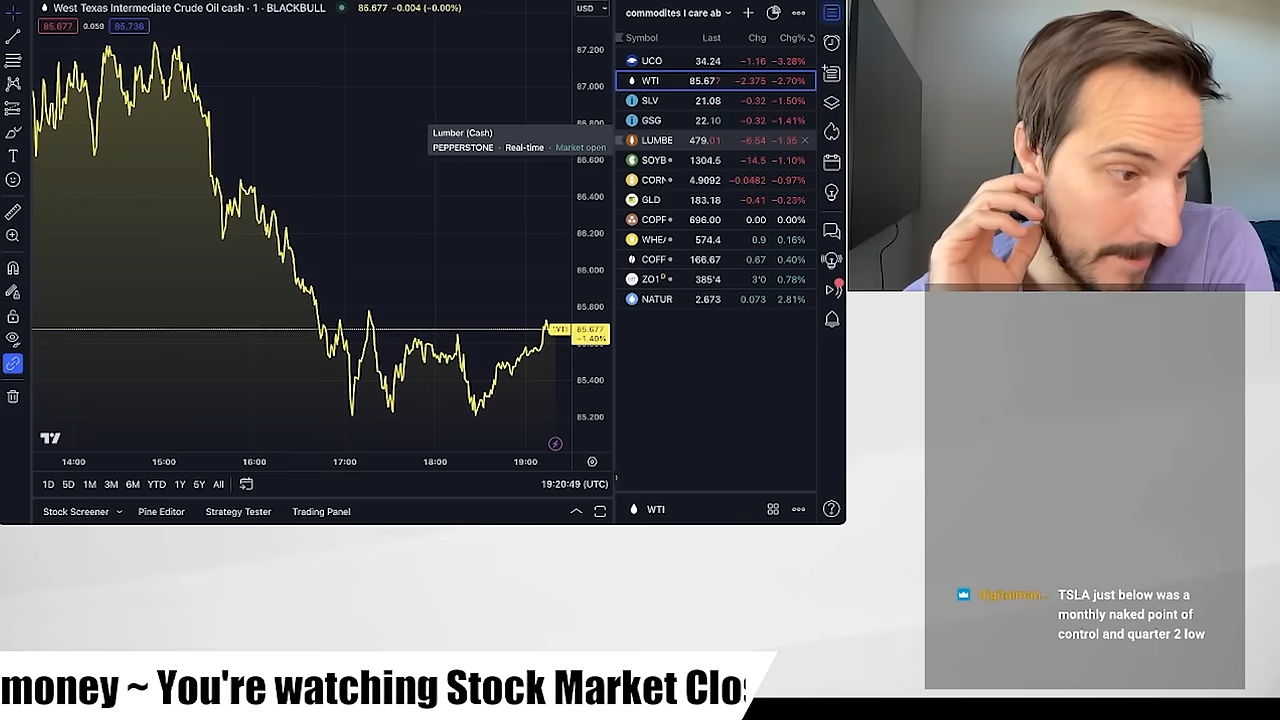 West Texas Intermediate Crude Oil cash · 1 · BLACKBULL 85.677 −0.004 (−0.00%)
85.677 0.059 85.736
USD
87.200
87.000
86.800
86.600
86.400
86.200
86.000
85.800
85.400
85.200
WTI 85.677
−1.49%
Lumber (Cash)
PEPPERSTONE · Real-time · Market open
14:00 15:00 16:00 17:00 18:00 19:00
1D 5D 1M 3M 6M YTD 1Y 5Y All
19:20:49 (UTC)
Stock Screener Pine Editor Strategy Tester Trading Panel
commodites I care ab
Symbol Last Chg Chg%
UCO 34.24 −1.16 −3.28%
WTI 85.677 −2.375 −2.70%
SLV 21.08 −0.32 −1.50%
GSG 22.10 −0.32 −1.41%
LUMBE 479.01 −6.54 −1.35
SOYB 1304.5 −14.5 −1.10%
CORN 4.9092 −0.0482 −0.97%
GLD 183.18 −0.41 −0.23%
COPF 696.00 0.00 0.00%
WHE/ 574.4 0.9 0.16%
COFF 166.67 0.67 0.40%
ZO1 D 385'4 3'0 0.78%
NATUR 2.673 0.073 2.81%
WTI
digitalman... TSLA just below was a
monthly naked point of
control and quarter 2 low
money ~ You're watching Stock Market Clos